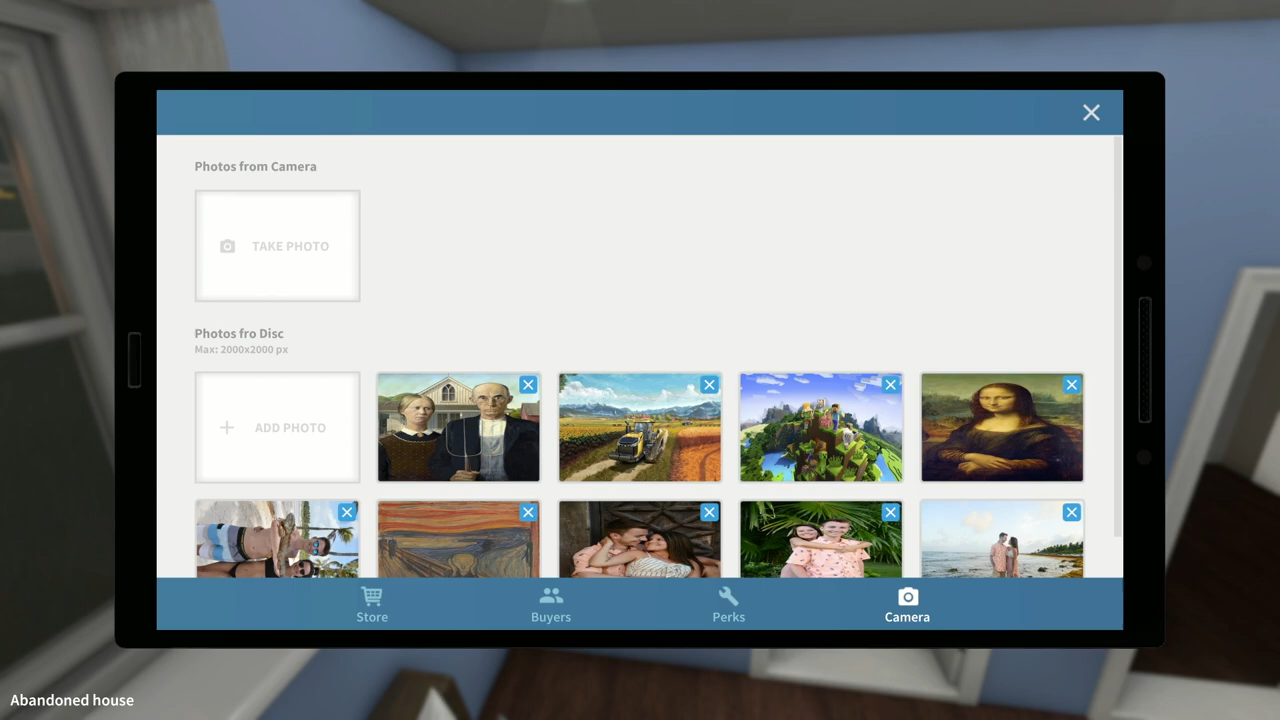 Photos from Camera
TAKE PHOTO
Photos fro Disc
Max: 2000x2000 px
ADD PHOTO
Store
Buyers
Perks
Camera
Abandoned house